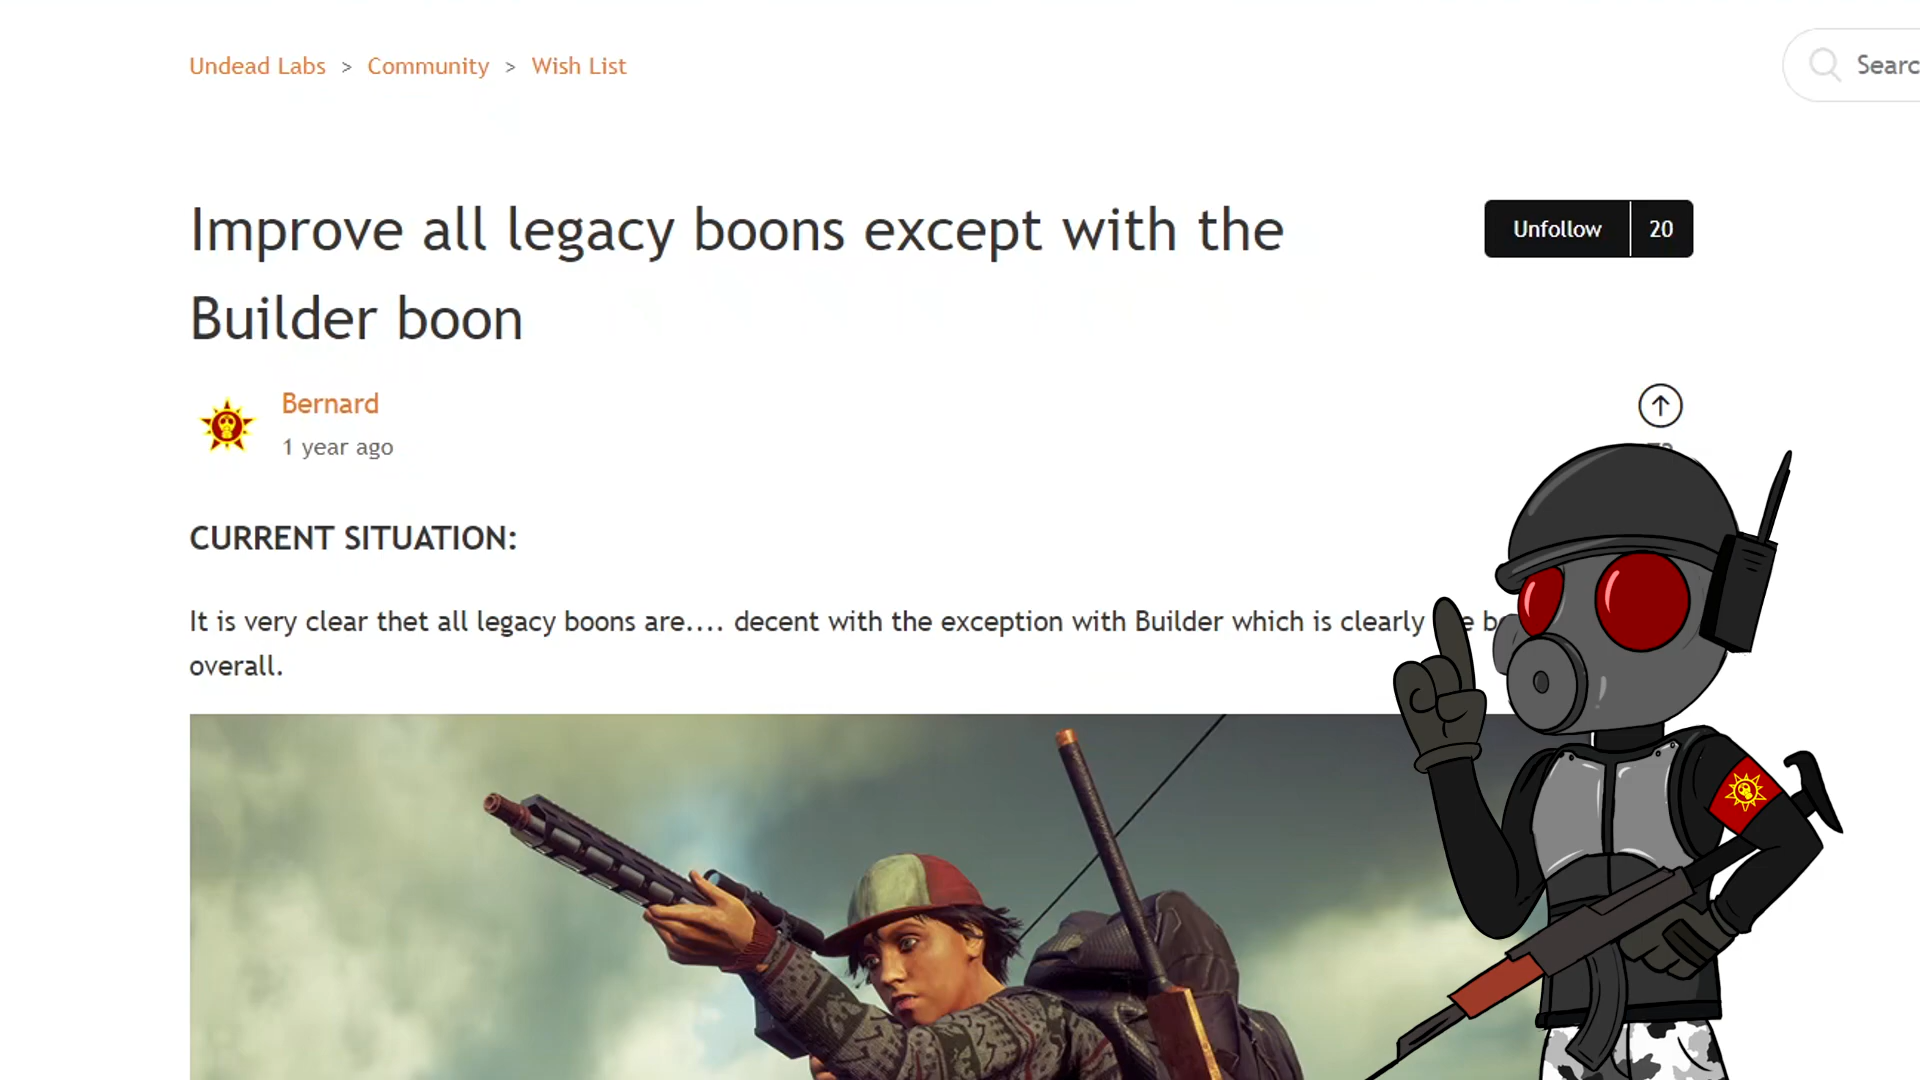 Undead Labs > Community > Wish List
Searc
Improve all legacy boons except with the
Unfollow 20
Builder boon
Bernard
1 year ago
CURRENT SITUATION:
It is very clear thet all legacy boons are.... decent with the exception with Builder which is clearly
overall.